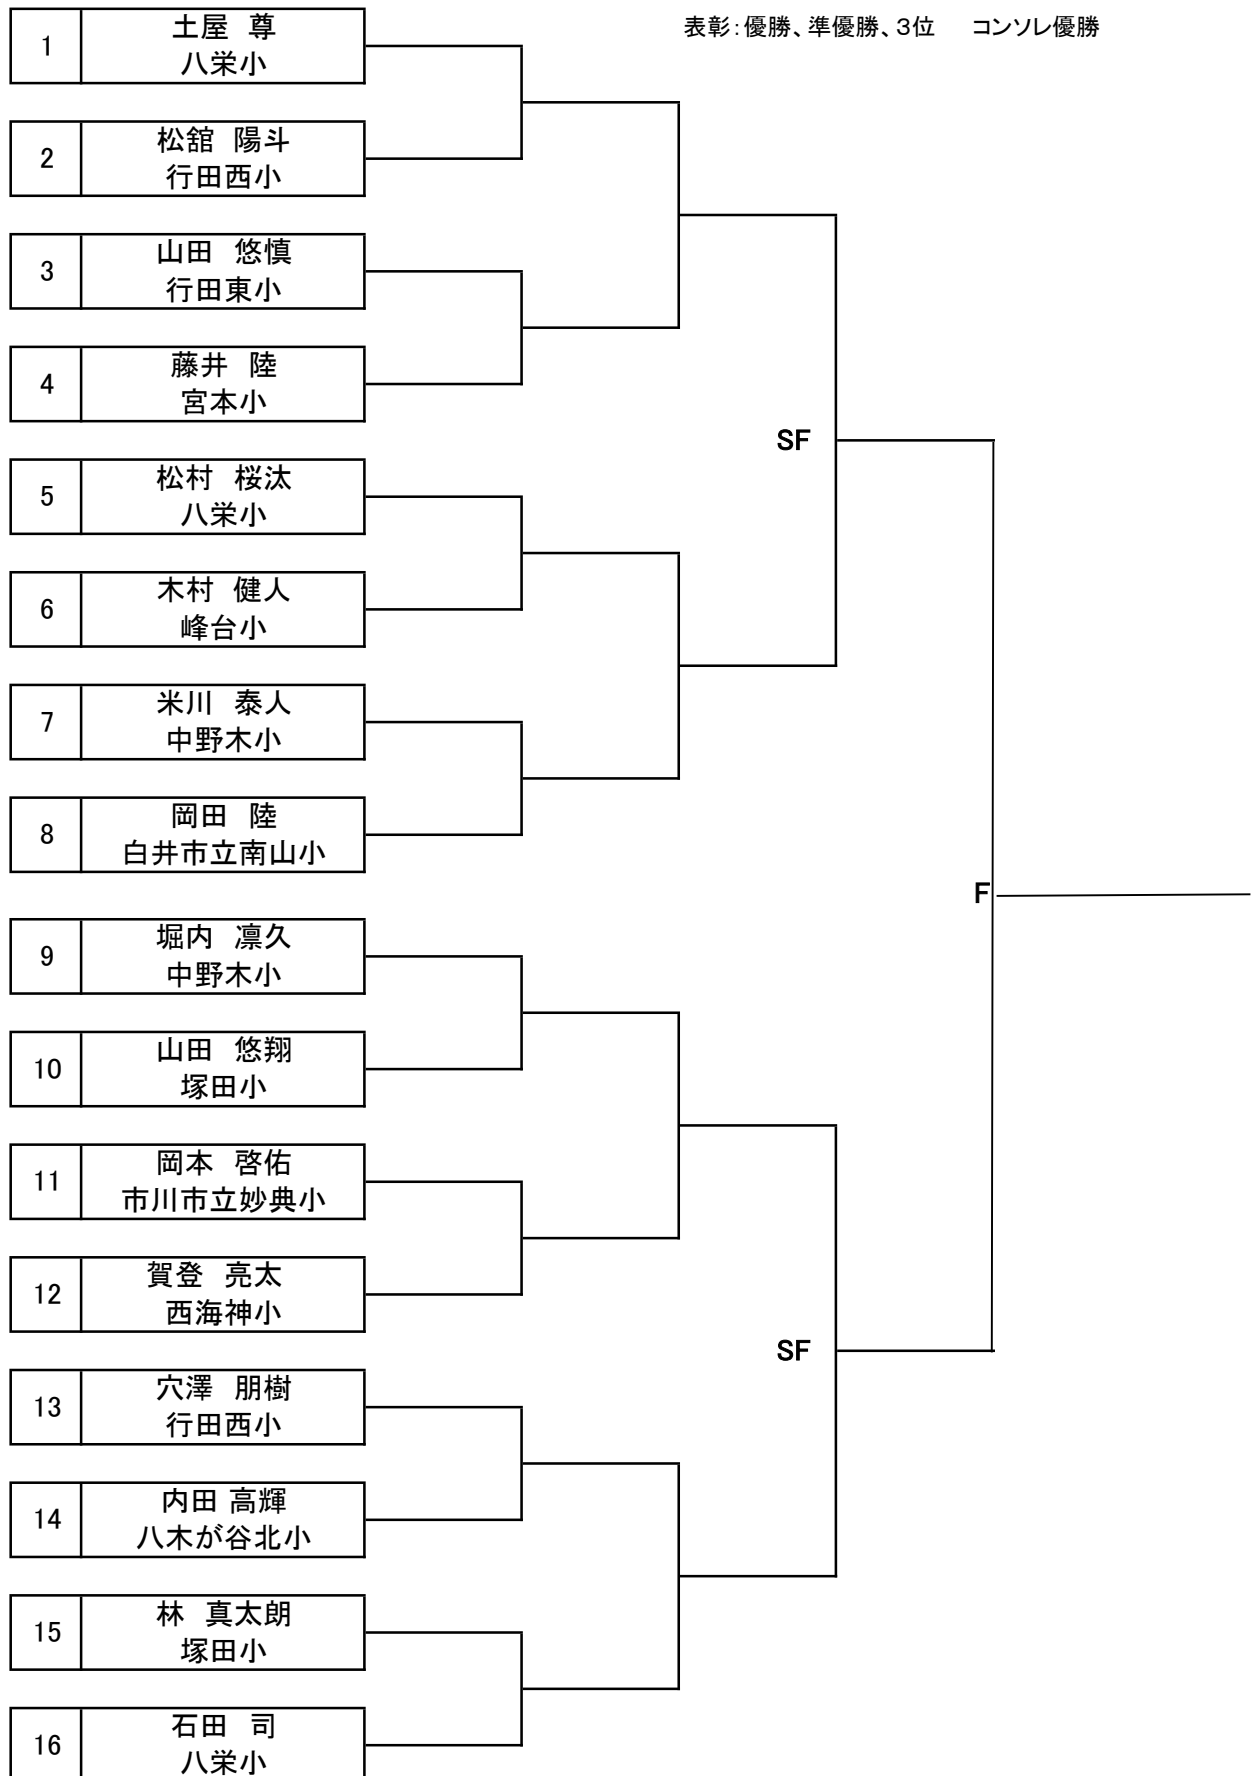 表彰：優勝、準優勝、3位　コンソレ優勝
1
土屋　尊
八栄小
2
松舘　陽斗
行田西小
3
山田　悠慎
行田東小
4
藤井　陸
宮本小
SF
5
松村　桜汰
八栄小
6
木村　健人
峰台小
7
米川　泰人
中野木小
8
岡田　陸
白井市立南山小
F
9
堀内　凛久
中野木小
10
山田　悠翔
塚田小
11
岡本　啓佑
市川市立妙典小
12
賀登　亮太
西海神小
SF
13
穴澤　朋樹
行田西小
14
内田 高輝
八木が谷北小
15
林　真太朗
塚田小
16
石田　司
八栄小